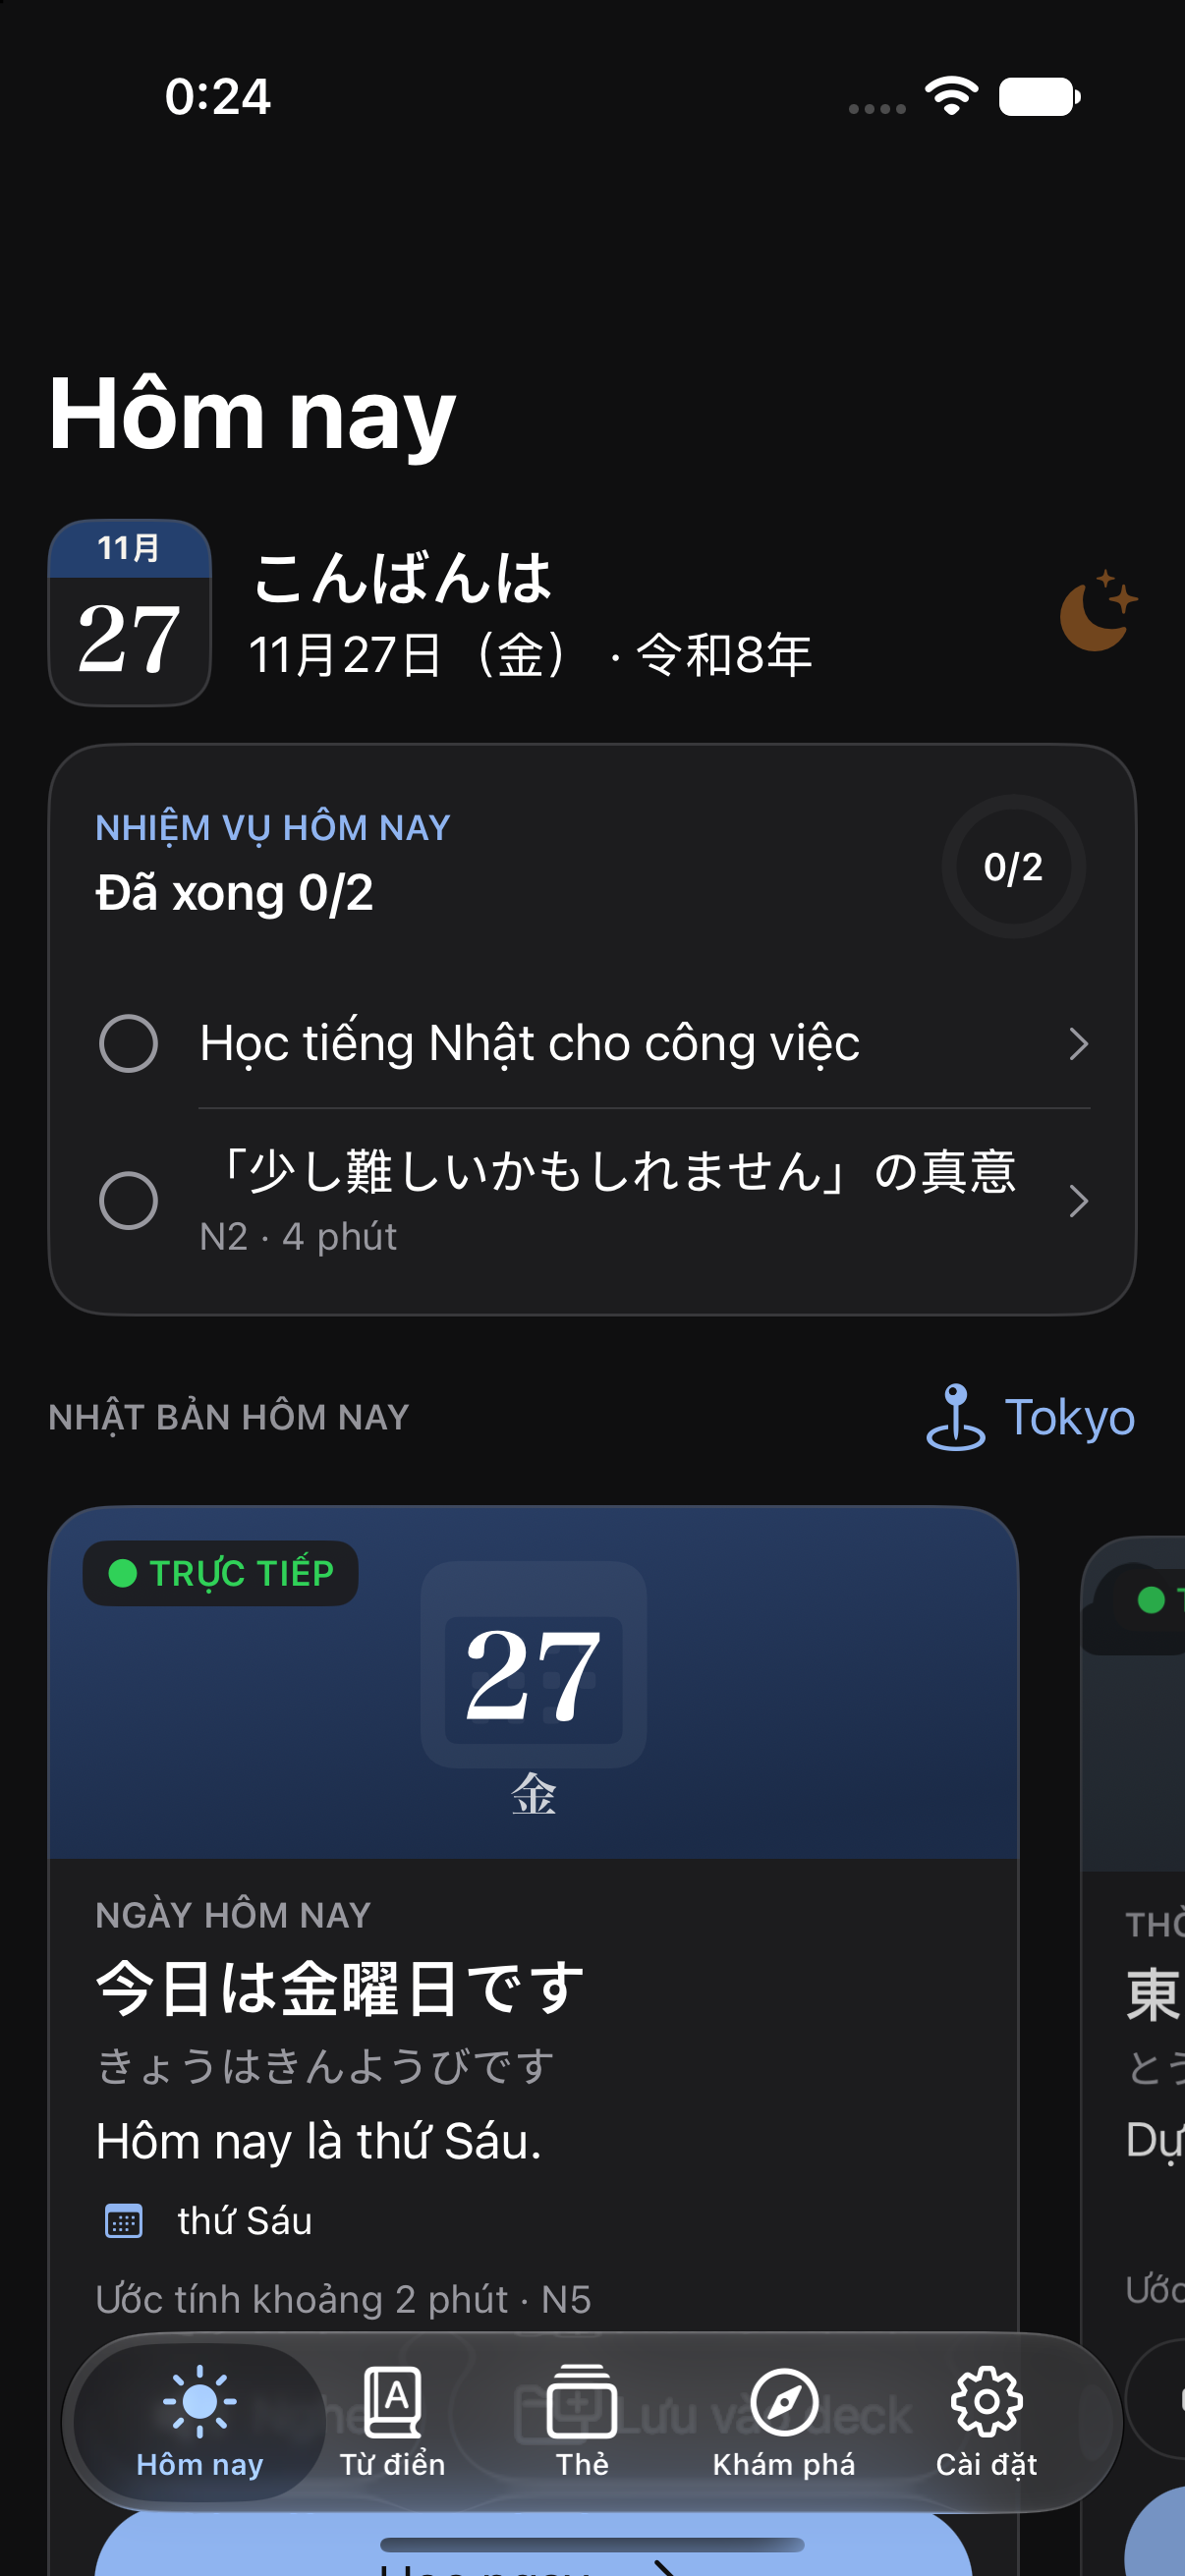 0:24
Hôm nay
11月
27
こんばんは
11月27日（金） · 令和8年
NHIỆM VỤ HÔM NAY
Đã xong 0/2
0/2
Học tiếng Nhật cho công việc
「少し難しいかもしれません」の真意
N2 · 4 phút
NHẬT BẢN HÔM NAY
Tokyo
TRỰC TIẾP
27
金
NGÀY HÔM NAY
今日は金曜日です
きょうはきんようびです
Hôm nay là thứ Sáu.
thứ Sáu
Ước tính khoảng 2 phút · N5
東
Lưu vào deck
Hôm nay
Từ điển
Thẻ
Khám phá
Cài đặt